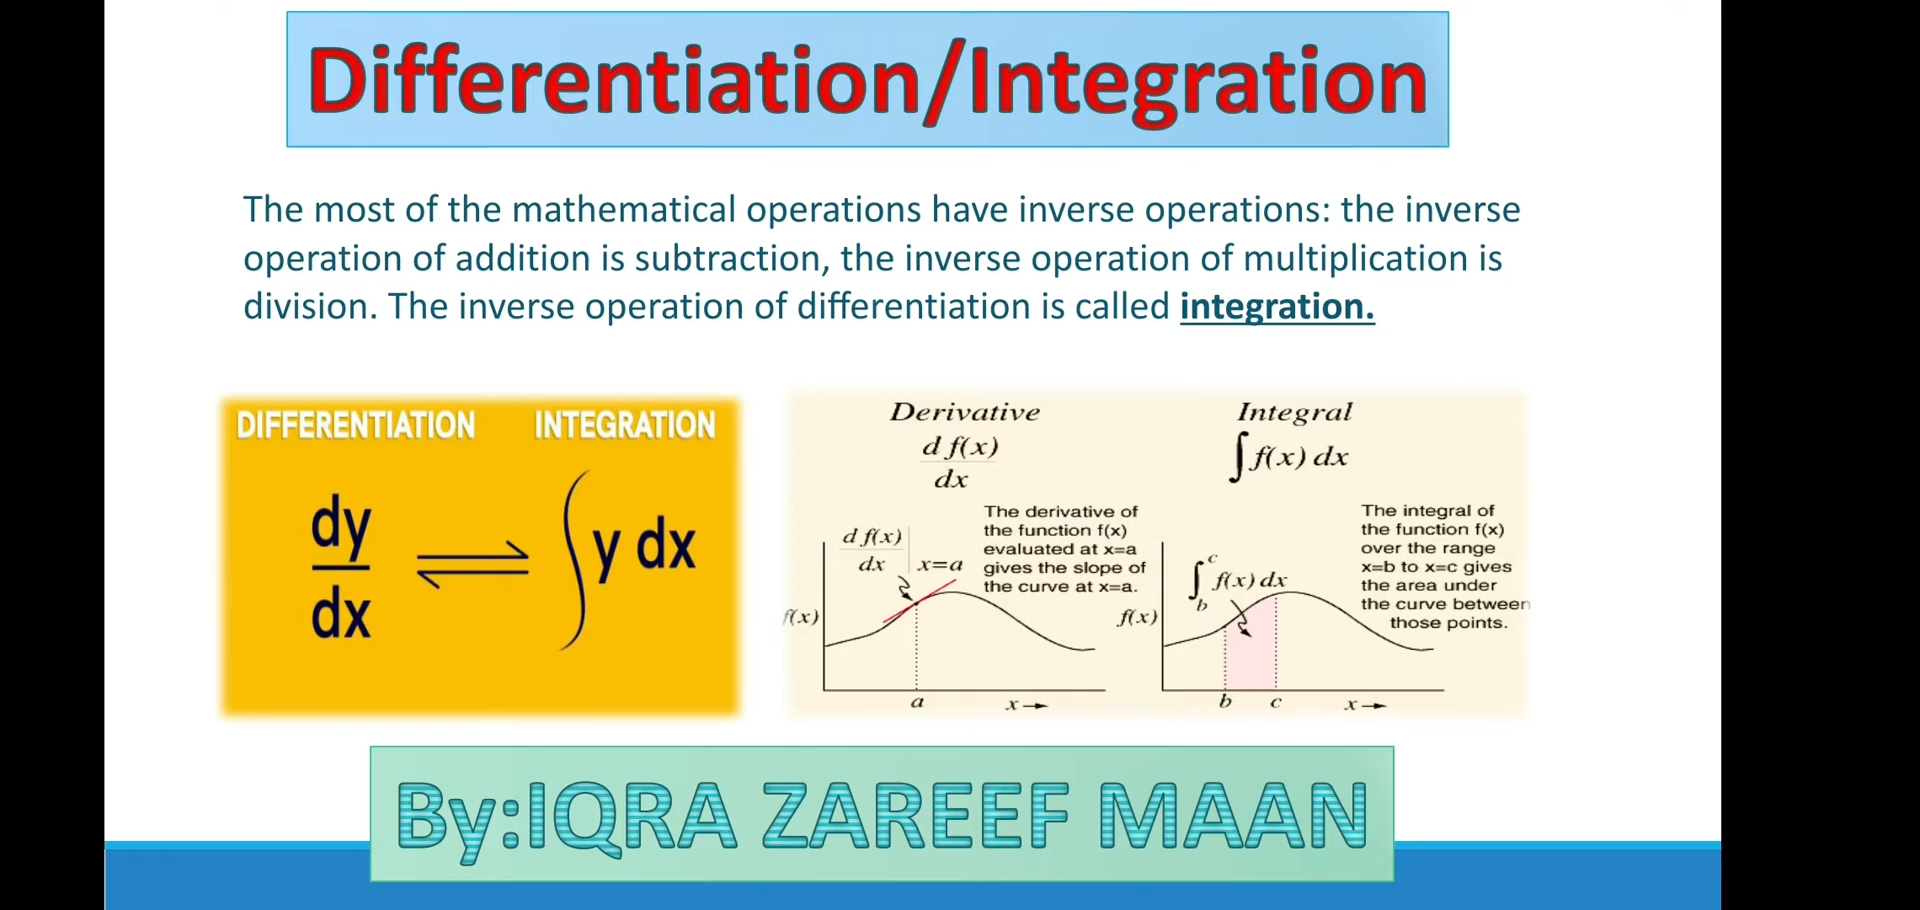 Differentiation/Integration
The most of the mathematical operations have inverse operations: the inverse
operation of addition is subtraction, the inverse operation of multiplication is
division. The inverse operation of differentiation is called integration.
DIFFERENTIATION INTEGRATION
dy
dx
⇌
∫ y dx
Derivative
d f(x)
dx
The derivative of
the function f(x)
evaluated at x=a
gives the slope of
the curve at x=a.
d f(x)
dx | x=a
f(x)
a
x→
Integral
∫ f(x) dx
The integral of
the function f(x)
over the range
x=b to x=c gives
the area under
the curve between
those points.
c
∫ f(x) dx
b
f(x)
b c
x→
By:IQRA ZAREEF MAAN